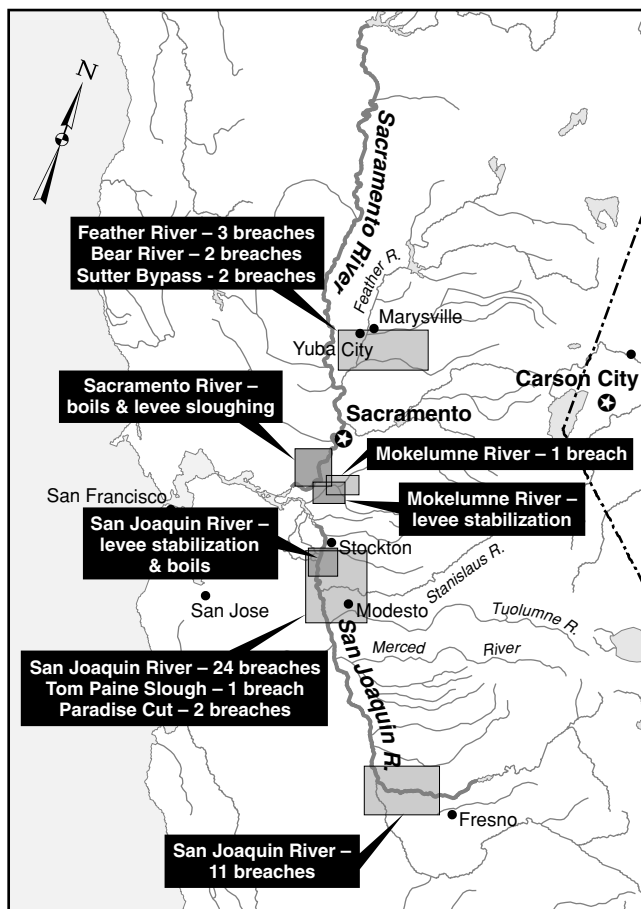 N
Sacramento River
Feather River – 3 breaches
Bear River – 2 breaches
Sutter Bypass - 2 breaches
Feather R.
Marysville
Yuba City
Carson City
Sacramento River –
boils & levee sloughing
Sacramento
Mokelumne River – 1 breach
San Francisco
Mokelumne River –
levee stabilization
San Joaquin River –
levee stabilization
& boils
Stockton
Stanislaus R.
San Jose
Modesto
Tuolumne R.
San Joaquin R.
Merced River
San Joaquin River – 24 breaches
Tom Paine Slough – 1 breach
Paradise Cut – 2 breaches
Fresno
San Joaquin River –
11 breaches